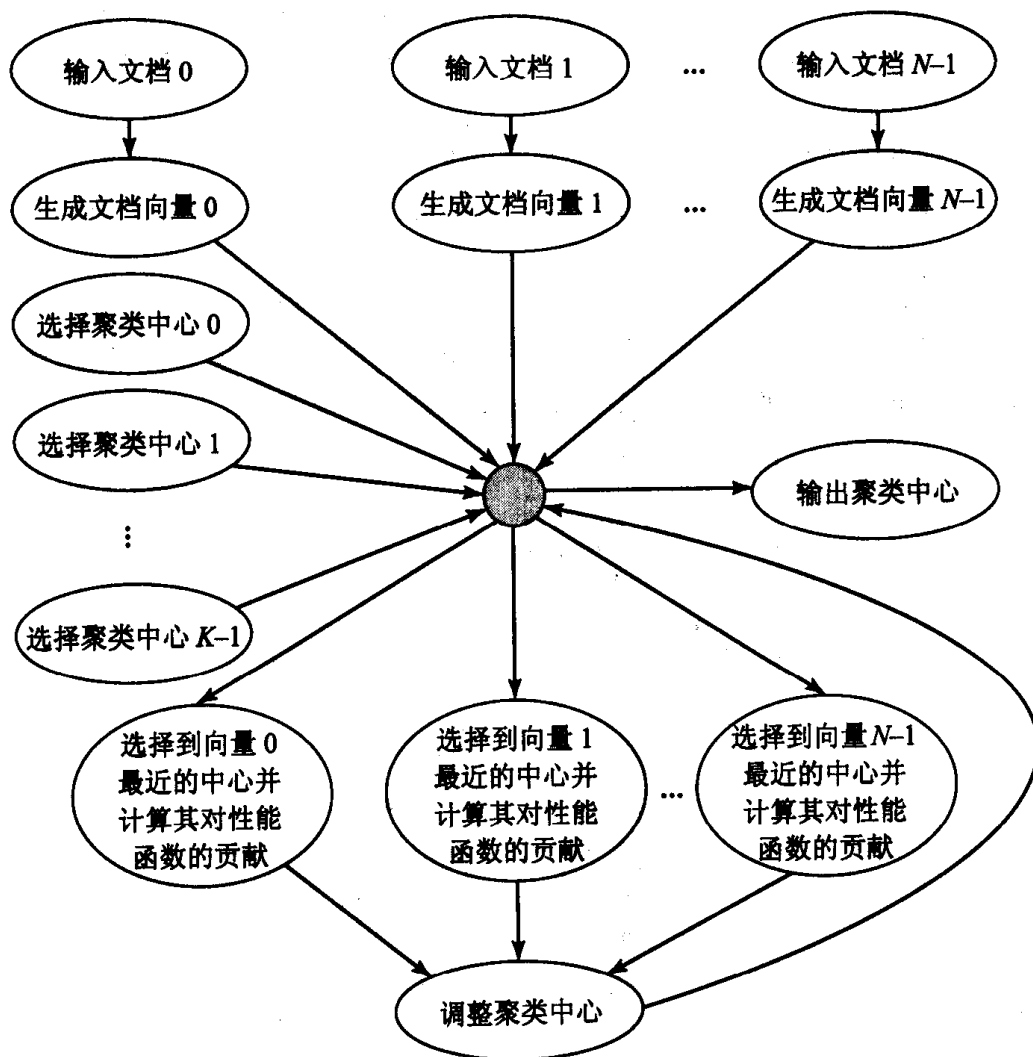 输入文档 0
输入文档 1
...
输入文档 N–1
生成文档向量 0
生成文档向量 1
...
生成文档向量 N–1
选择聚类中心 0
选择聚类中心 1
⋮
选择聚类中心 K–1
输出聚类中心
选择到向量 0
最近的中心并
计算其对性能
函数的贡献
选择到向量 1
最近的中心并
计算其对性能
函数的贡献
...
选择到向量 N–1
最近的中心并
计算其对性能
函数的贡献
调整聚类中心